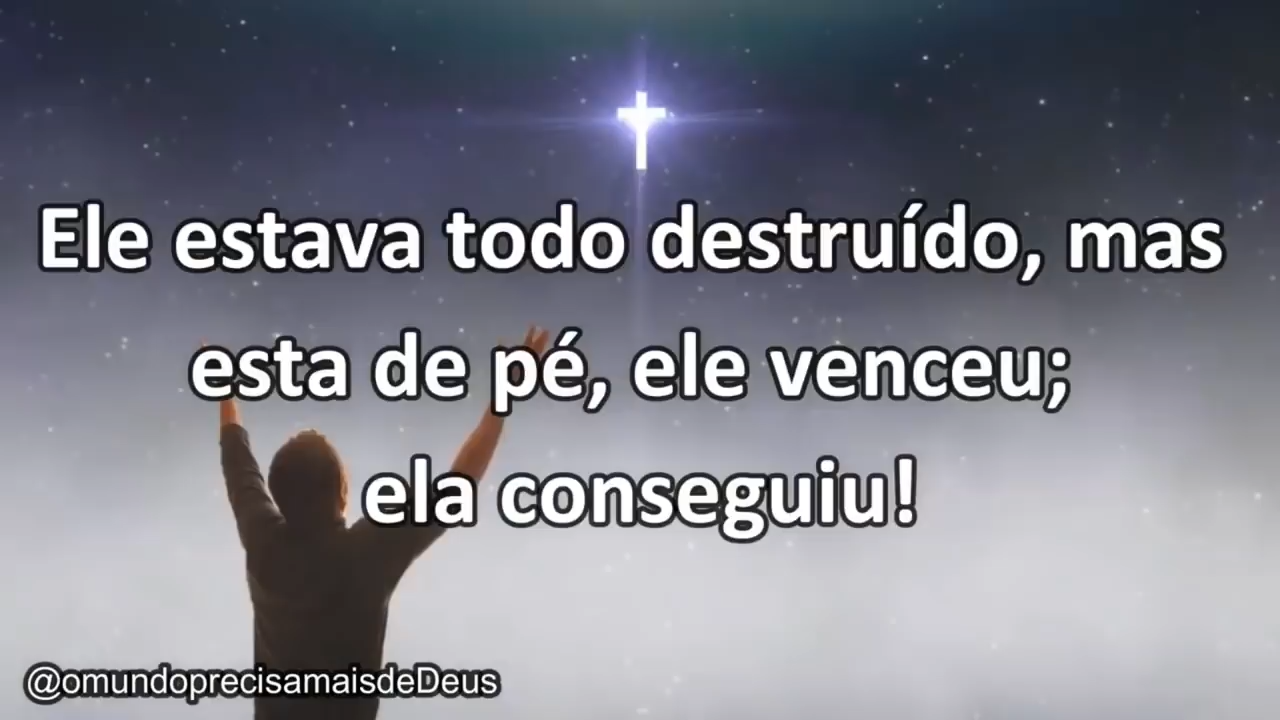 Ele estava todo destruído, mas
esta de pé, ele venceu;
ela conseguiu!
@omundoprecisamaisdeDeus